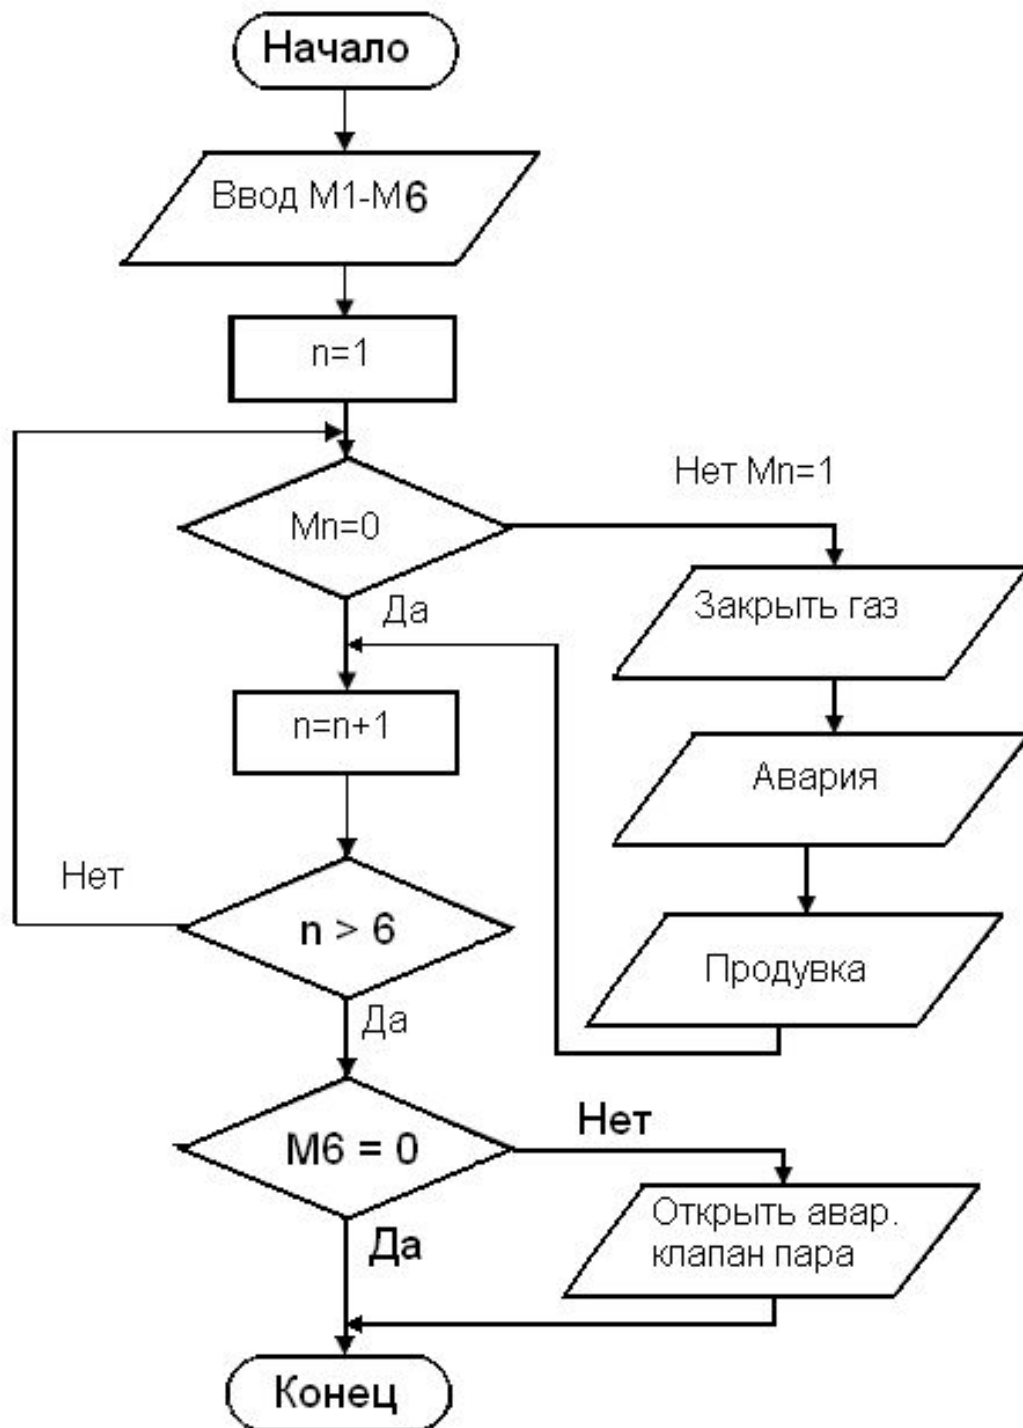 Начало
Ввод М1-М6
n=1
Mn=0
Нет Mn=1
Закрыть газ
Да
n=n+1
Авария
Нет
n > 6
Продувка
Да
М6 = 0
Нет
Открыть авар.
клапан пара
Да
Конец